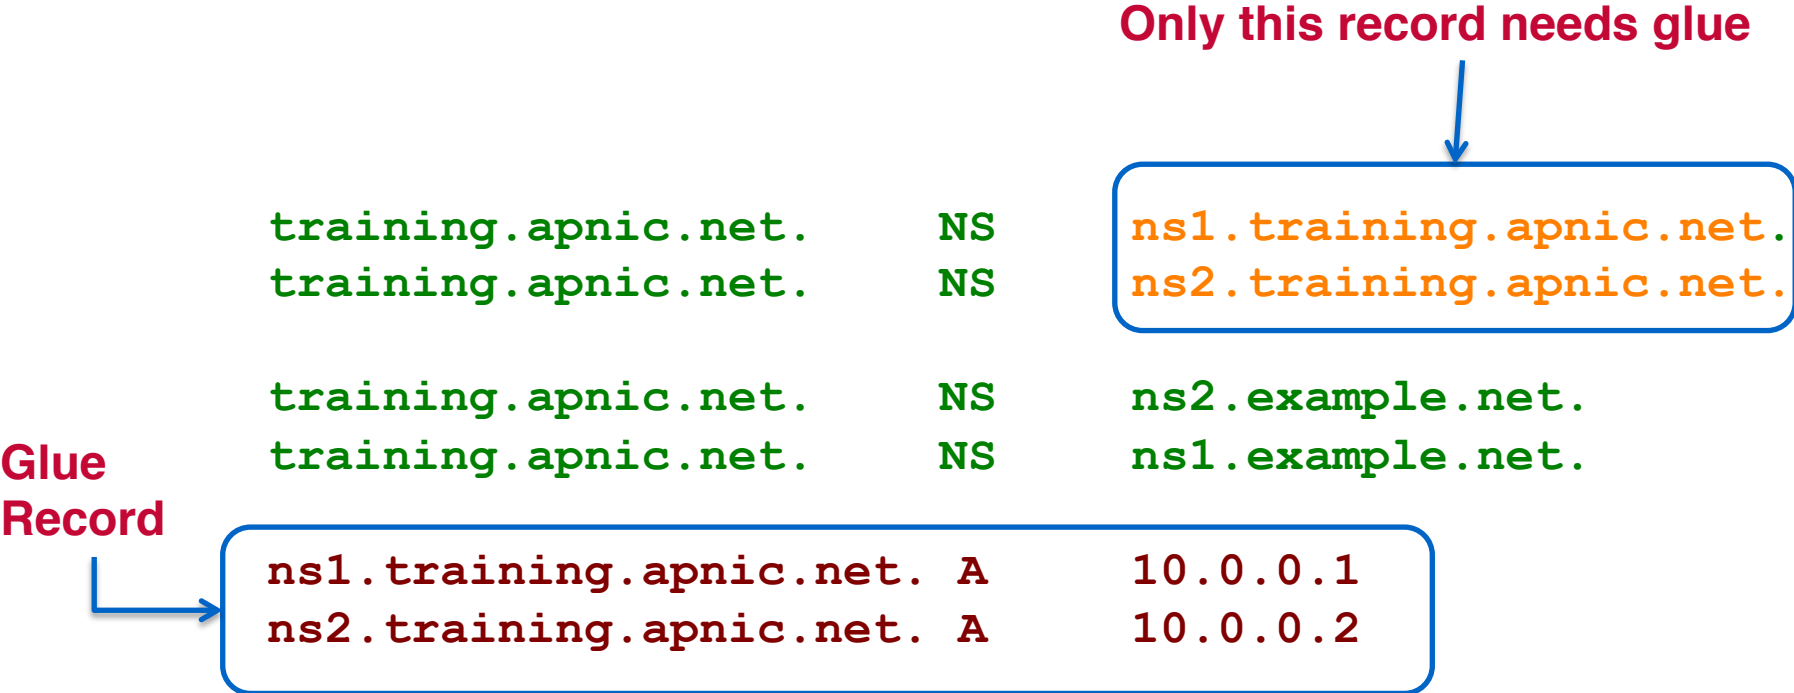 Only this record needs glue
training.apnic.net. NS ns1.training.apnic.net.
training.apnic.net. NS ns2.training.apnic.net.
training.apnic.net. NS ns2.example.net.
training.apnic.net. NS ns1.example.net.
Glue
Record
ns1.training.apnic.net. A 10.0.0.1
ns2.training.apnic.net. A 10.0.0.2